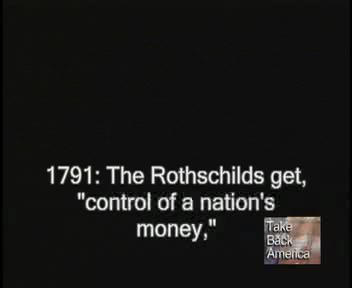 1791: The Rothschilds get,
"control of a nation's
money,"
Take
Back
America